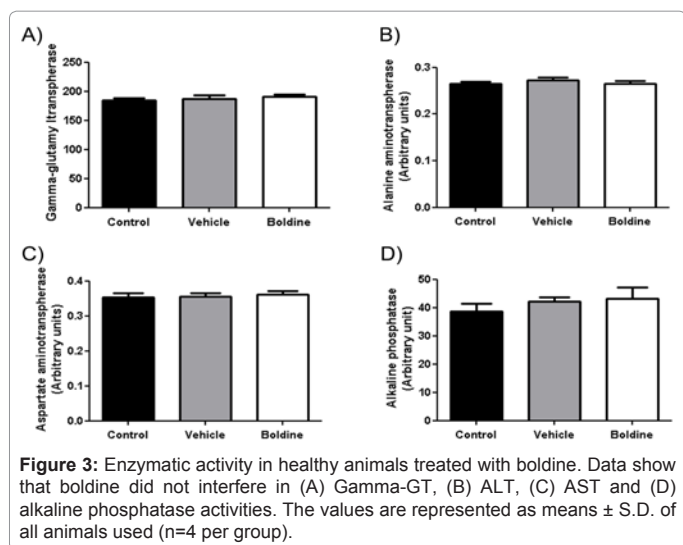 A)
Gamma-glutamy ltranspherase
250
200
150
100
50
0
Control Vehicle Boldine
B)
Alanine aminotranspherase
(Arbitrary units)
0.3
0.2
0.1
0.0
Control Vehicle Boldine
C)
Aspartate aminotranspherase
(Arbitrary units)
0.4
0.3
0.2
0.1
0.0
Control Vehicle Boldine
D)
Alkaline phosphatase
(Arbitrary unit)
50
40
30
20
10
0
Control Vehicle Boldine
Figure 3: Enzymatic activity in healthy animals treated with boldine. Data show
that boldine did not interfere in (A) Gamma-GT, (B) ALT, (C) AST and (D)
alkaline phosphatase activities. The values are represented as means ± S.D. of
all animals used (n=4 per group).